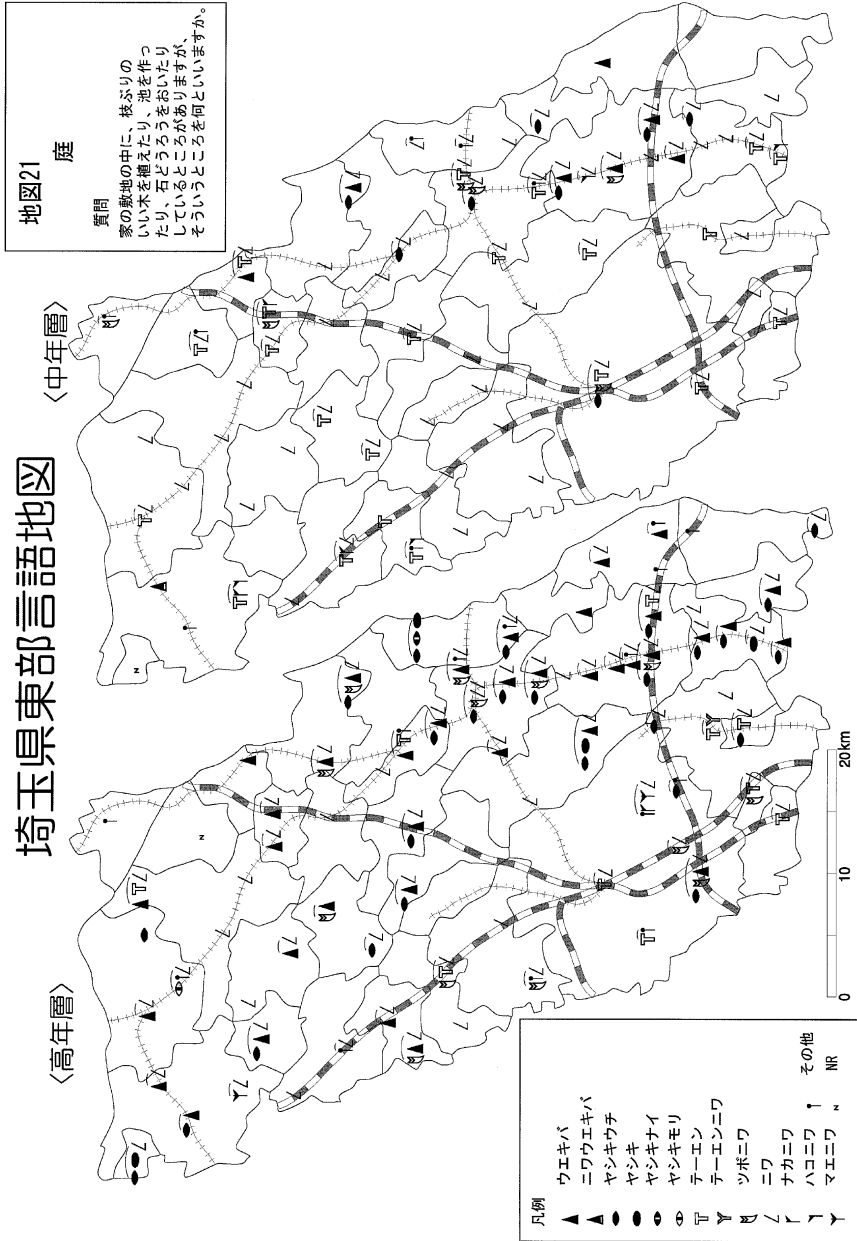 埼玉県東部言語地図
地図21
庭
質問
家の敷地の中に、枝ぶりの
いい木を植えたり、池を作っ
たり、石どうろうをおいたり
しているところがありますが、
そういうところを何といいますか。
〈高年層〉
〈中年層〉
凡例
ウエキバ
ニワウエキバ
ヤシキウチ
ヤシキ
ヤシキナイ
ヤシキモリ
テーエン
テーエンニワ
ツボニワ
ニワ
ナカニワ
ハコニワ
マエニワ
その他
N NR
0 10 20km
N
N